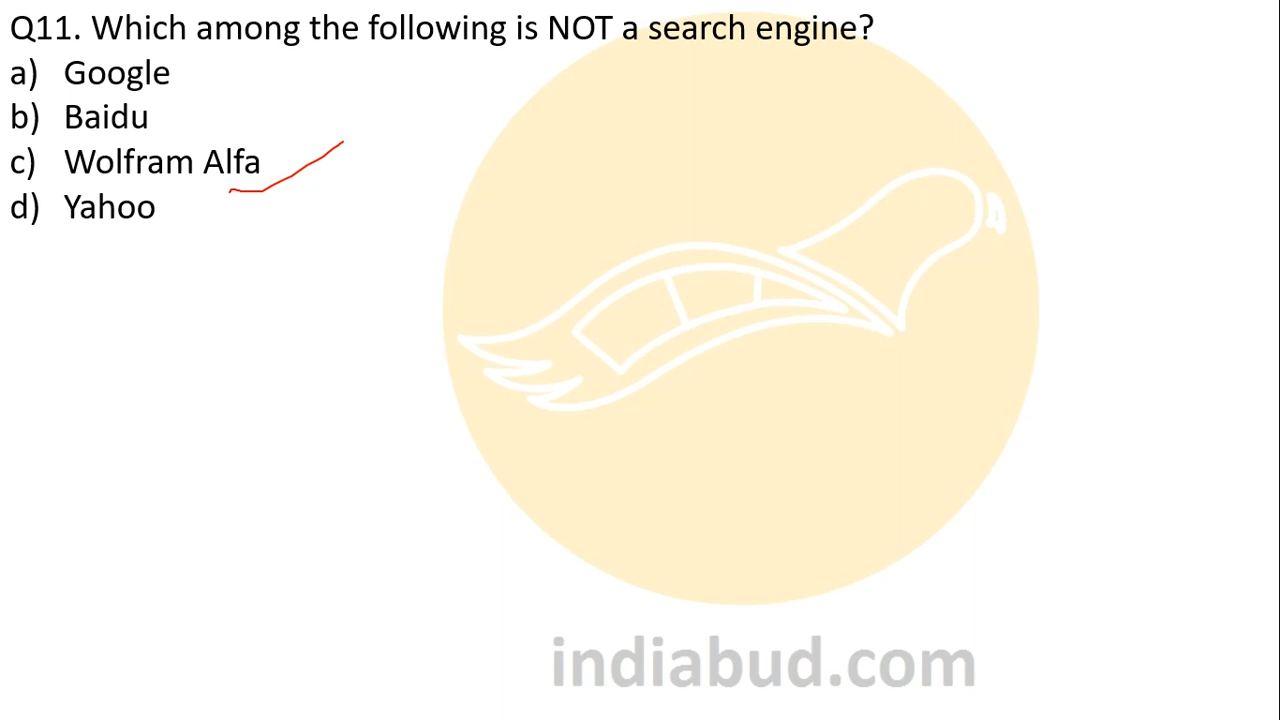 Q11. Which among the following is NOT a search engine?
a) Google
b) Baidu
c) Wolfram Alfa
d) Yahoo
indiabud.com